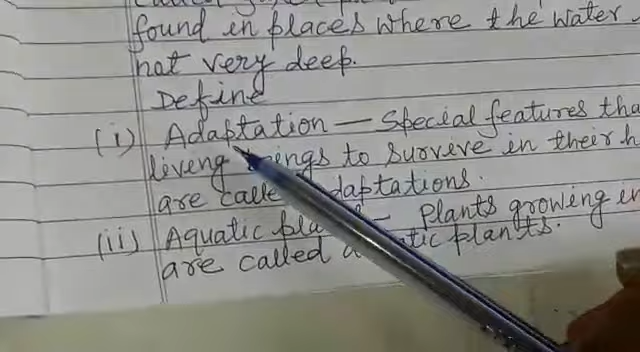 found in places where the water
not very deep.
Define
(i) Adaptation — Special features tha
liveng ings to survive in their h
are calle daptations.
(ii) Aquatic pla — Plants growing in
are called a tic plants.